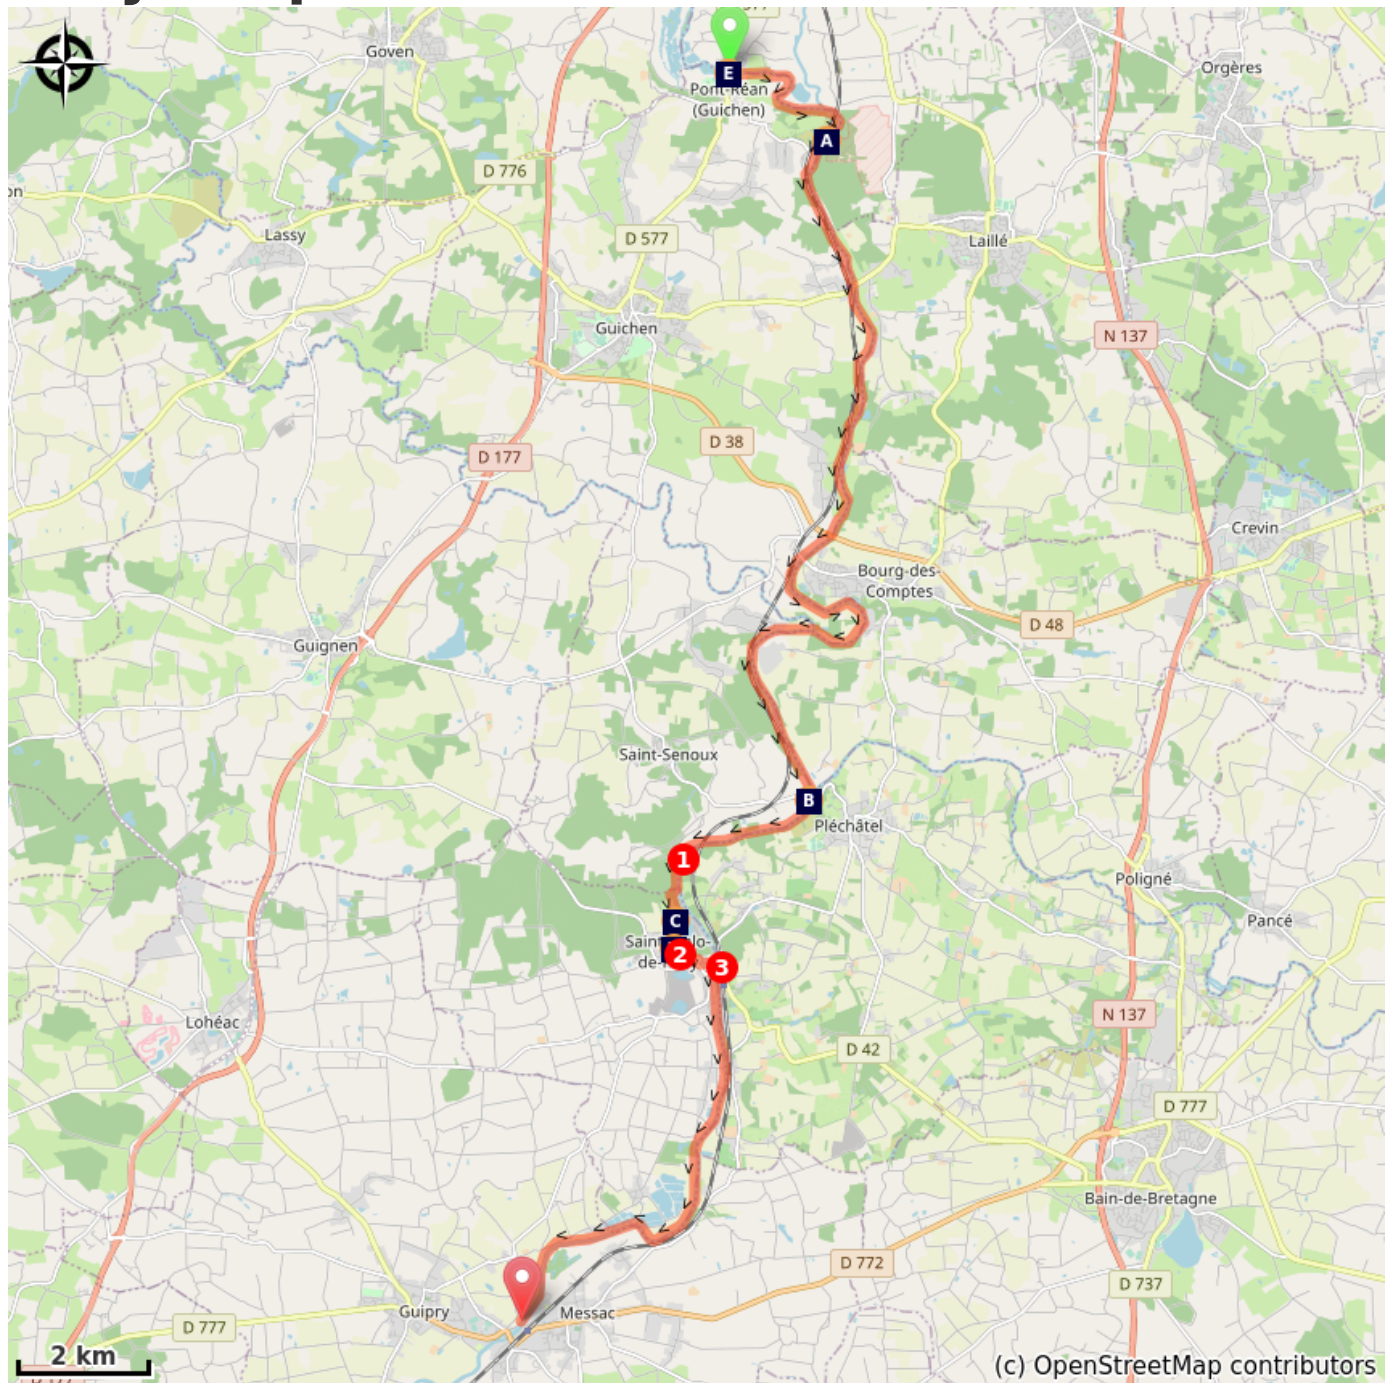 Goven
Orgères
E
Pont-Réan
(Guichen)
A
D 776
Lassy
D 577
Laillé
Guichen
N 137
D 38
D 177
Crevin
Bourg-des-
Comptes
D 48
Guignen
Saint-Senoux
B
Pléchâtel
1
Poligné
C
Pancé
2
3
Lohéac
N 137
D 42
D 777
Bain-de-Bretagne
D 772
D 737
Guipry
Messac
D 777
2 km
(c) OpenStreetMap contributors